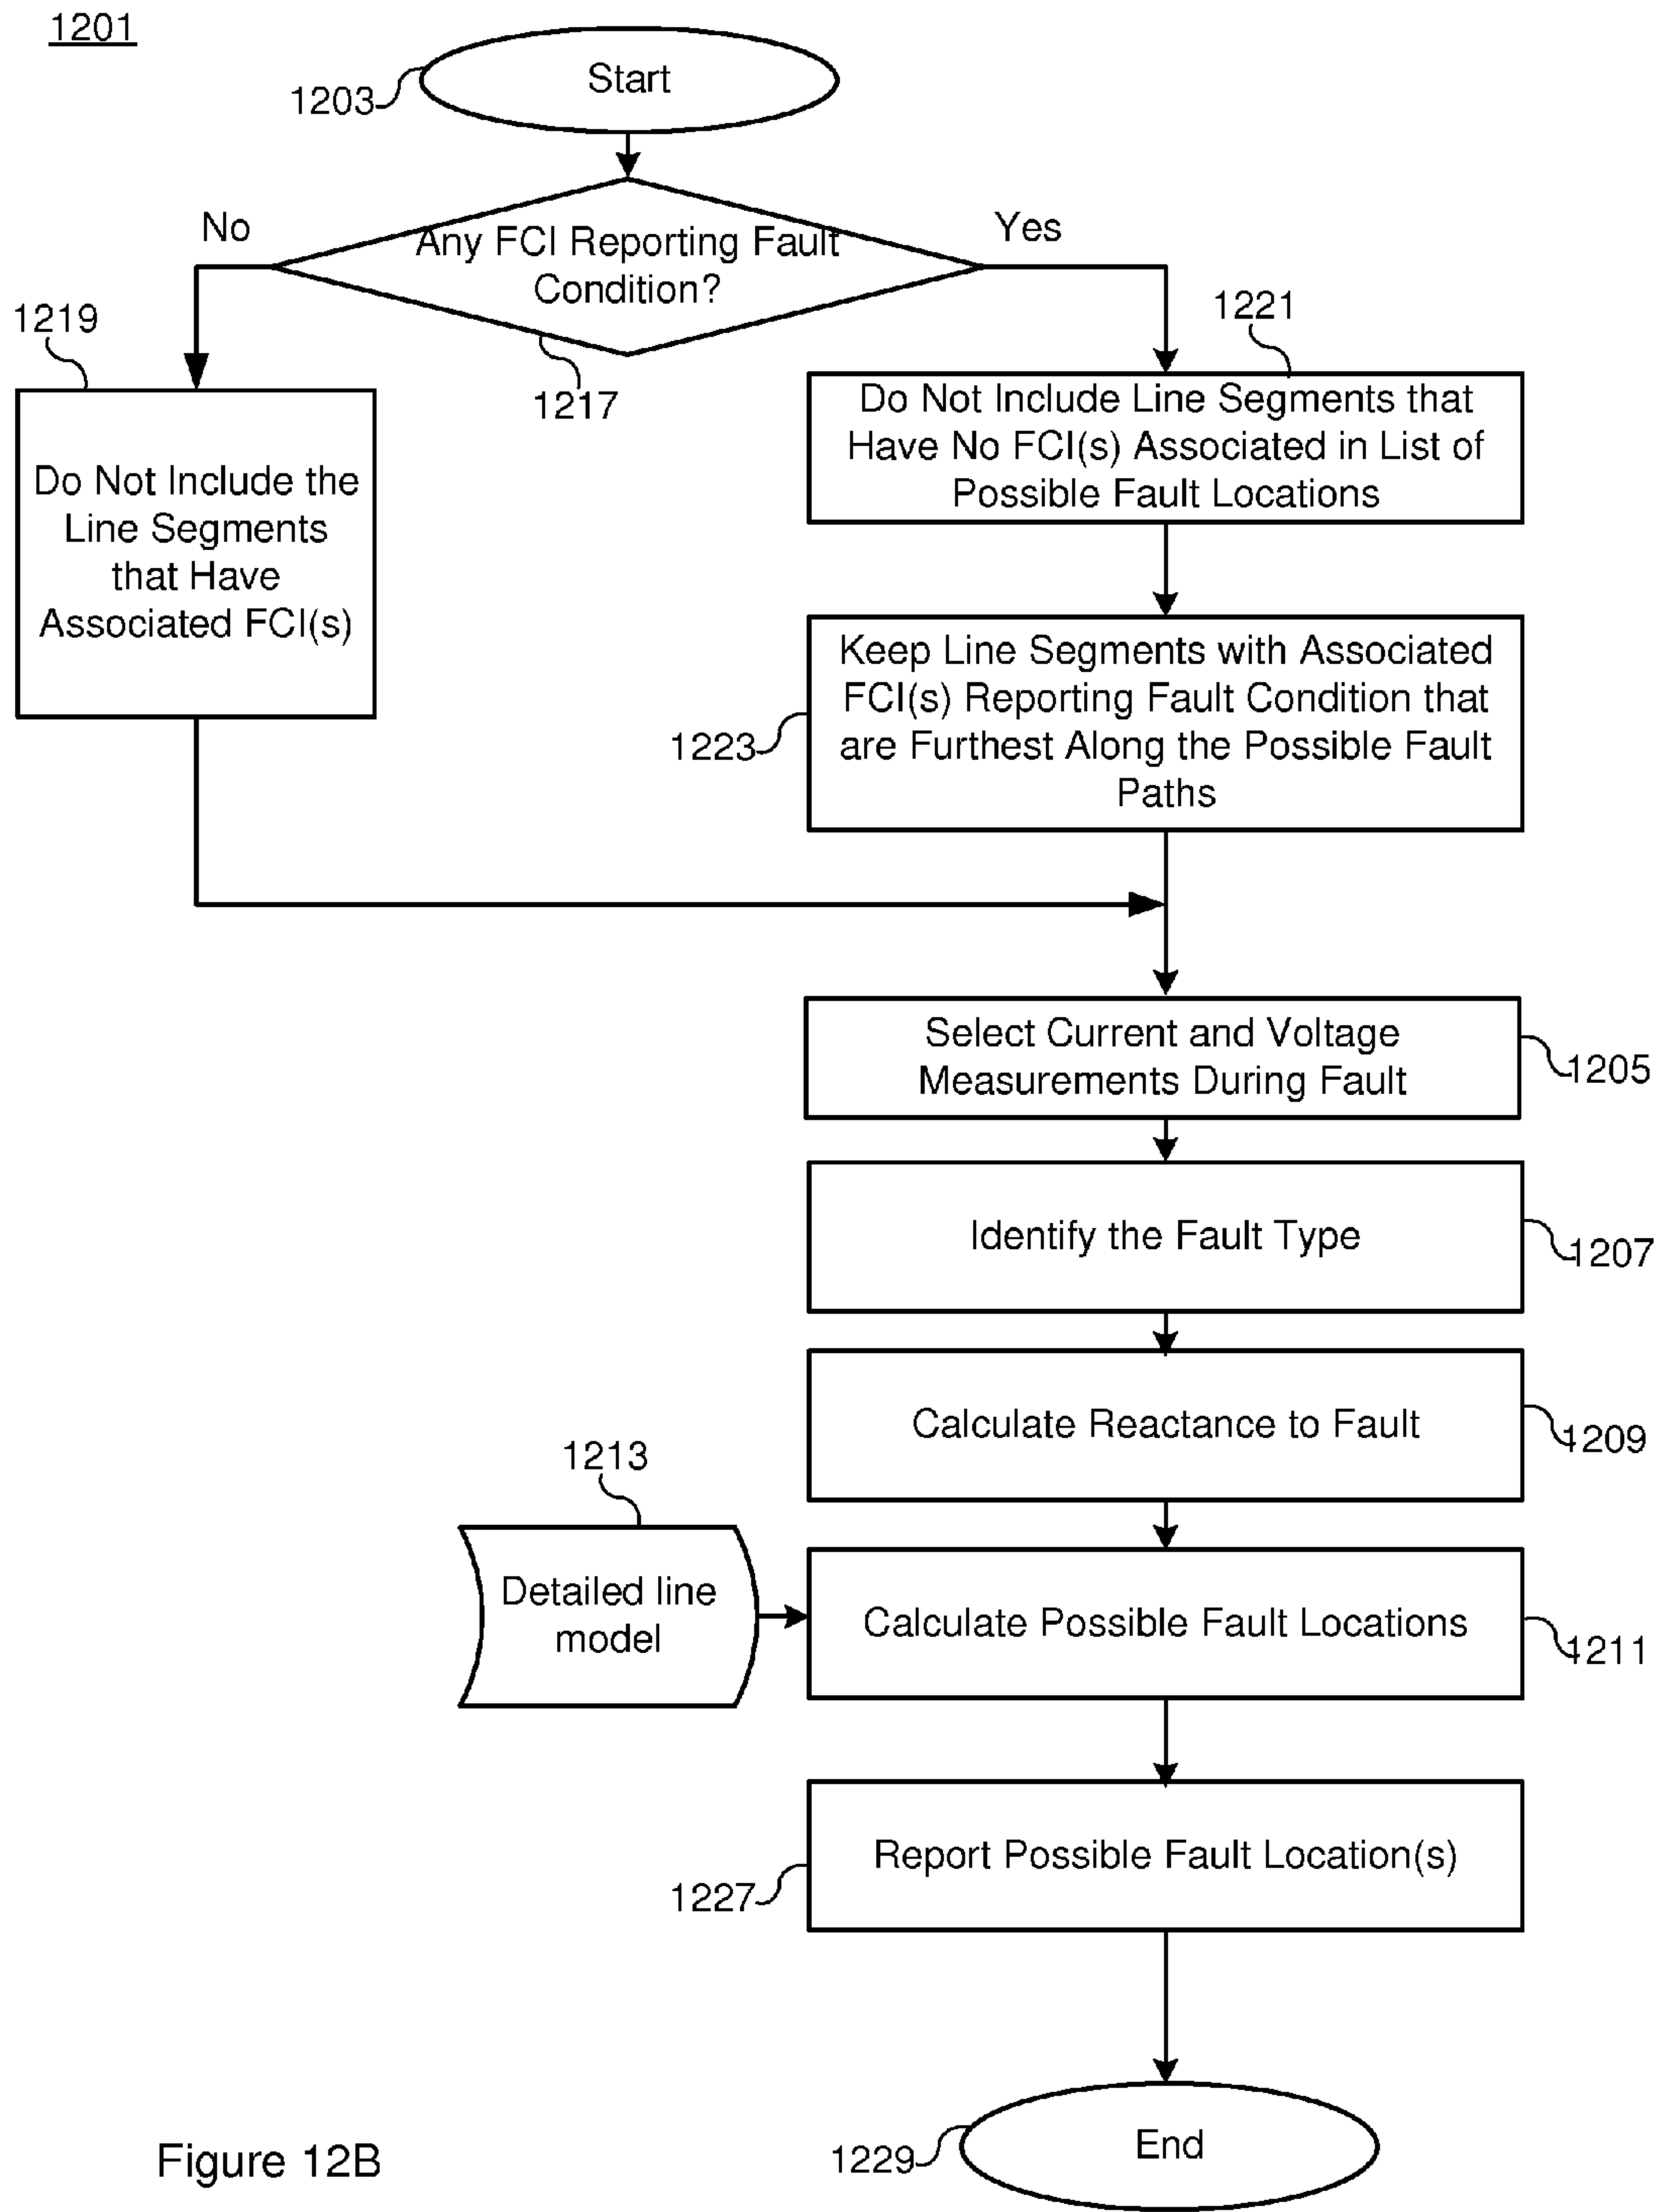 1201
Start
1203
No
Yes
Any FCI Reporting Fault
Condition?
1217
1219
Do Not Include the
Line Segments
that Have
Associated FCI(s)
1221
Do Not Include Line Segments that
Have No FCI(s) Associated in List of
Possible Fault Locations
Keep Line Segments with Associated
FCI(s) Reporting Fault Condition that
are Furthest Along the Possible Fault
Paths
1223
Select Current and Voltage
Measurements During Fault
1205
Identify the Fault Type
1207
Calculate Reactance to Fault
1209
1213
Detailed line
model
Calculate Possible Fault Locations
1211
Report Possible Fault Location(s)
1227
End
1229
Figure 12B